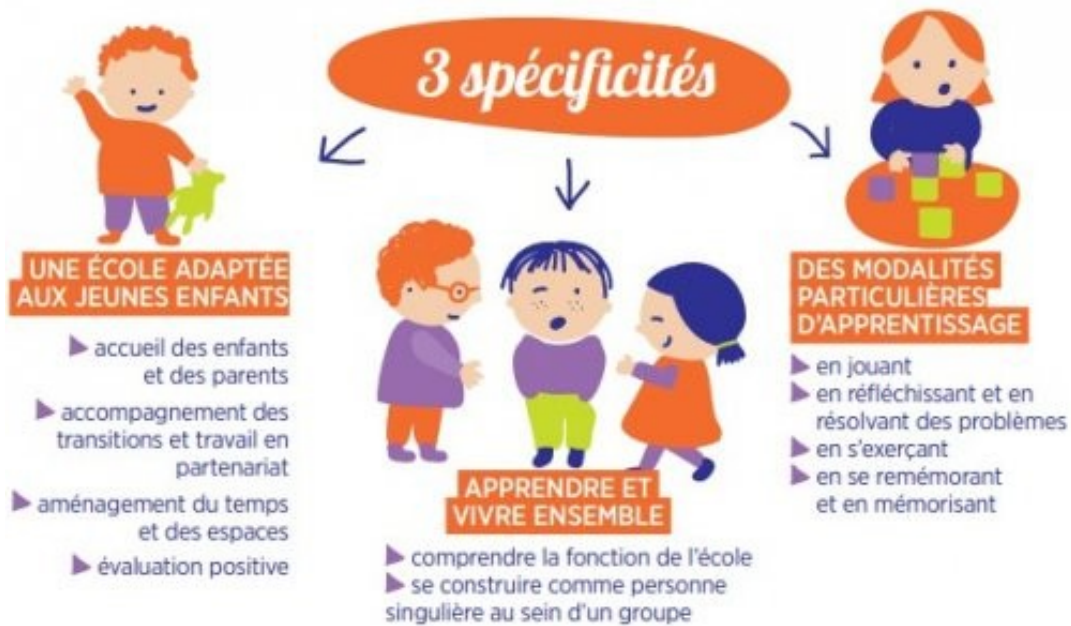 3 spécificités
UNE ÉCOLE ADAPTÉE
AUX JEUNES ENFANTS
▶ accueil des enfants
et des parents
▶ accompagnement des
transitions et travail en
partenariat
▶ aménagement du temps
et des espaces
▶ évaluation positive
APPRENDRE ET
VIVRE ENSEMBLE
▶ comprendre la fonction de l'école
▶ se construire comme personne
singulière au sein d'un groupe
DES MODALITÉS
PARTICULIÈRES
D'APPRENTISSAGE
▶ en jouant
▶ en réfléchissant et en
résolvant des problèmes
▶ en s'exerçant
▶ en se remémorant
et en mémorisant